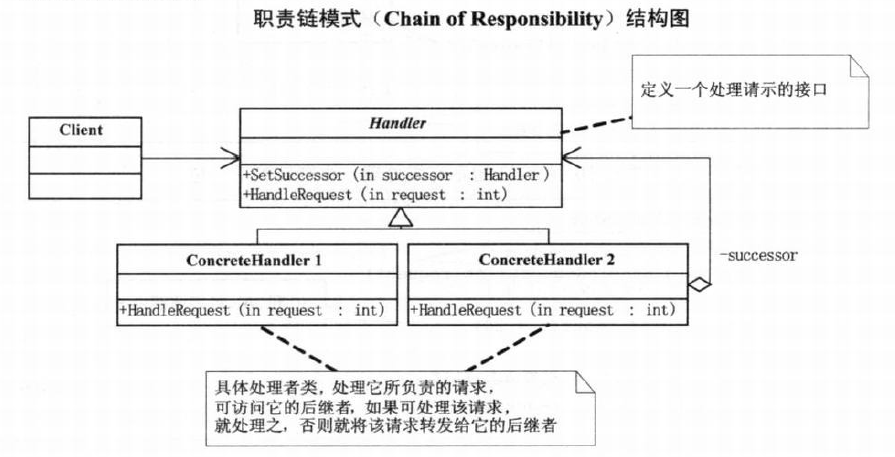 职责链模式（Chain of Responsibility）结构图
定义一个处理请示的接口
Client
Handler
+SetSuccessor (in successor : Handler)
+HandleRequest (in request : int)
ConcreteHandler 1
+HandleRequest (in request : int)
ConcreteHandler 2
+HandleRequest (in request : int)
-successor
具体处理者类，处理它所负责的请求，
可访问它的后继者，如果可处理该请求，
就处理之，否则就将该请求转发给它的后继者